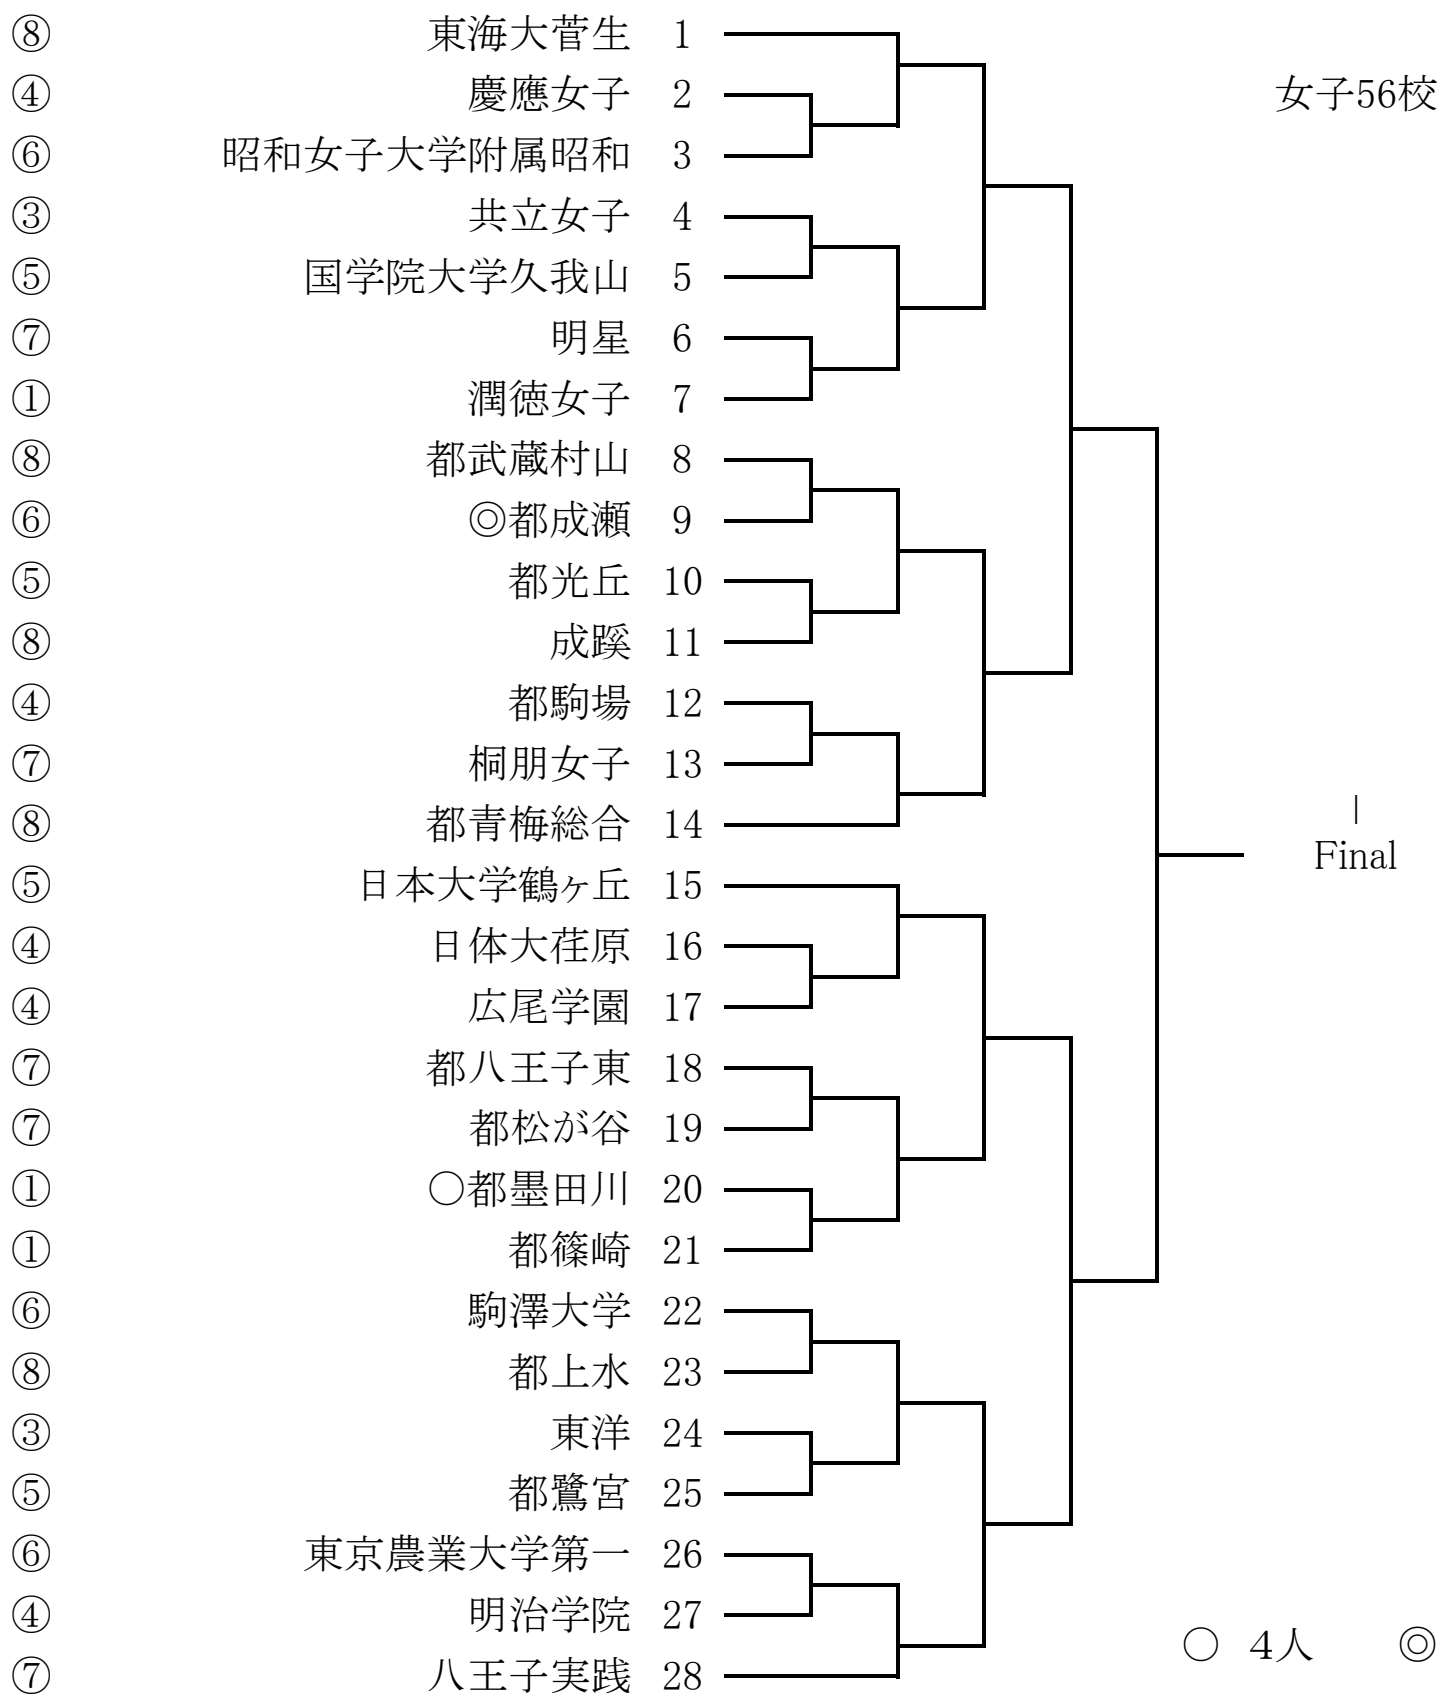 ⑧ 東海大菅生 1
④ 慶應女子 2 女子56校
⑥ 昭和女子大学附属昭和 3
③ 共立女子 4
⑤ 国学院大学久我山 5
⑦ 明星 6
① 潤徳女子 7
⑧ 都武蔵村山 8
⑥ ◎都成瀬 9
⑤ 都光丘 10
⑧ 成蹊 11
④ 都駒場 12
⑦ 桐朋女子 13
⑧ 都青梅総合 14 |
⑤ 日本大学鶴ヶ丘 15 Final
④ 日体大荏原 16
④ 広尾学園 17
⑦ 都八王子東 18
⑦ 都松が谷 19
① ○都墨田川 20
① 都篠崎 21
⑥ 駒澤大学 22
⑧ 都上水 23
③ 東洋 24
⑤ 都鷺宮 25
⑥ 東京農業大学第一 26
④ 明治学院 27 ○ 4人 ◎
⑦ 八王子実践 28